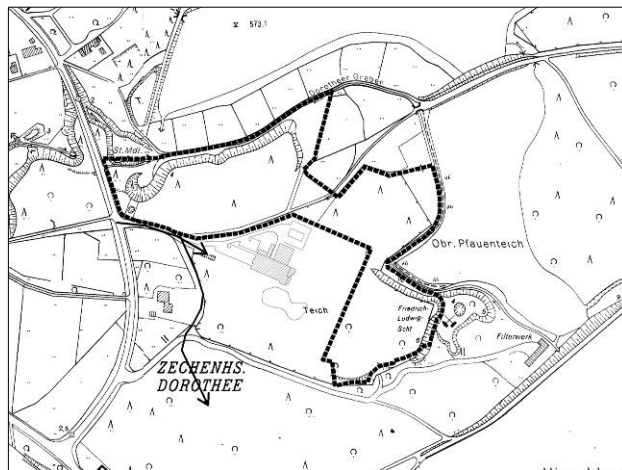 573.1
Dorotheer Graben
St. Mdl.
Obr. Pfauenteich
Teich
Friedrich-
Ludwig-
Scht
Filterwerk
ZECHENHS.
DOROTHEE